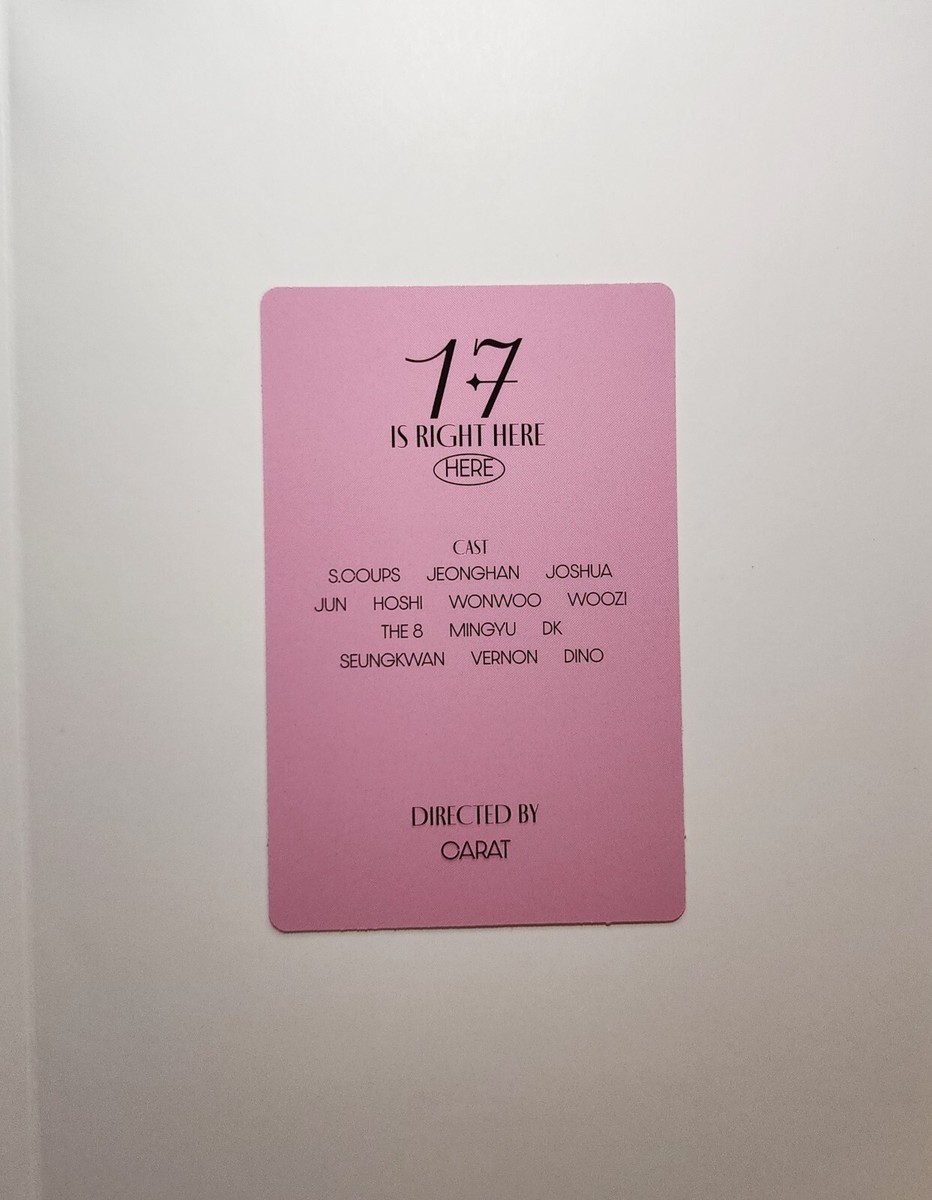 17
IS RIGHT HERE
HERE
CAST
S.COUPS JEONGHAN JOSHUA
JUN HOSHI WONWOO WOOZI
THE 8 MINGYU DK
SEUNGKWAN VERNON DINO
DIRECTED BY
CARAT